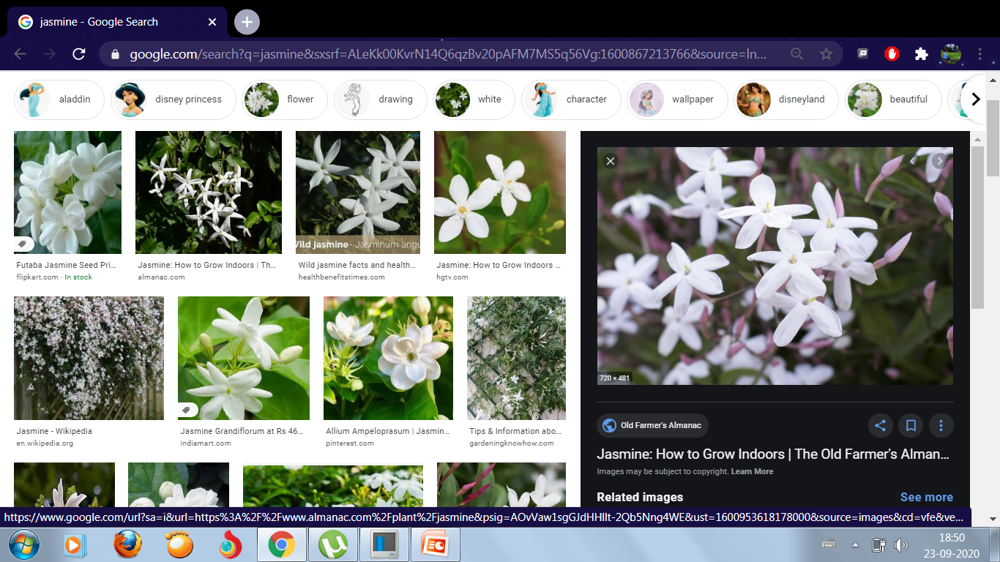 jasmine - Google Search
google.com/search?q=jasmine&sxsrf=ALeKk00KvrN14Q6qzBv20pAFM7MS5q56Vg:1600867213766&source=ln...
aladdin
disney princess
flower
drawing
white
character
wallpaper
disneyland
beautiful
Wild jasmine - Jasminum angu
Futaba Jasmine Seed Pri...
flipkart.com - In stock
Jasmine: How to Grow Indoors | Th...
almanac.com
Wild jasmine facts and health...
healthbenefitstimes.com
Jasmine: How to Grow Indoors ...
hgtv.com
Jasmine - Wikipedia
en.wikipedia.org
Jasmine Grandiflorum at Rs 46...
indiamart.com
Allium Ampeloprasum | Jasmin...
pinterest.com
Tips & Information abo...
gardeningknowhow.com
720 × 481
Old Farmer's Almanac
Jasmine: How to Grow Indoors | The Old Farmer's Alman...
Images may be subject to copyright. Learn More
Related images
See more
https://www.google.com/url?sa=i&url=https%3A%2F%2Fwww.almanac.com%2Fplant%2Fjasmine&psig=AOvVaw1sgGJdHHlIt-2Qb5Nng4WE&ust=1600953618178000&source=images&cd=vfe&ve...
18:50
23-09-2020